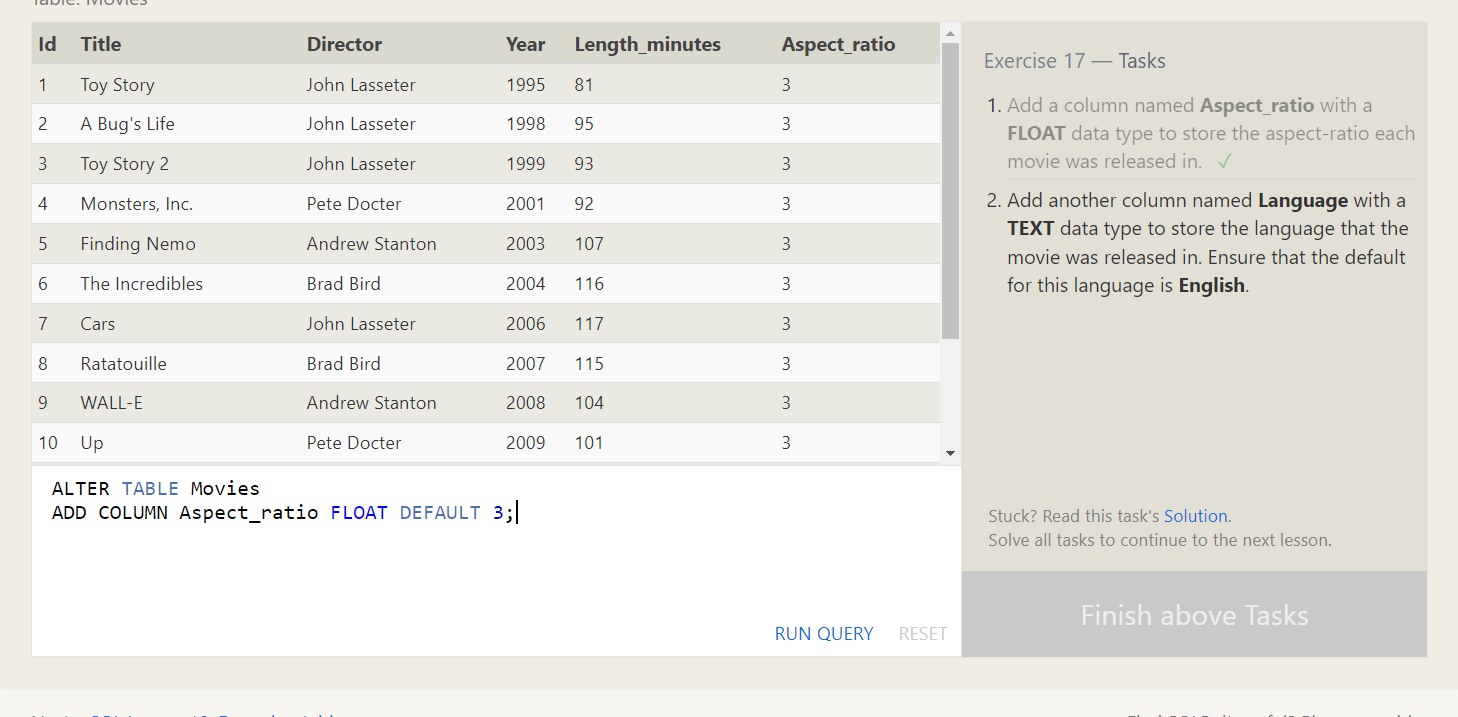 Table: Movies
Id Title Director Year Length_minutes Aspect_ratio
1 Toy Story John Lasseter 1995 81 3
2 A Bug's Life John Lasseter 1998 95 3
3 Toy Story 2 John Lasseter 1999 93 3
4 Monsters, Inc. Pete Docter 2001 92 3
5 Finding Nemo Andrew Stanton 2003 107 3
6 The Incredibles Brad Bird 2004 116 3
7 Cars John Lasseter 2006 117 3
8 Ratatouille Brad Bird 2007 115 3
9 WALL-E Andrew Stanton 2008 104 3
10 Up Pete Docter 2009 101 3
ALTER TABLE Movies
ADD COLUMN Aspect_ratio FLOAT DEFAULT 3;
RUN QUERY RESET
Exercise 17 — Tasks
1. Add a column named Aspect_ratio with a
FLOAT data type to store the aspect-ratio each
movie was released in. ✓
2. Add another column named Language with a
TEXT data type to store the language that the
movie was released in. Ensure that the default
for this language is English.
Stuck? Read this task's Solution.
Solve all tasks to continue to the next lesson.
Finish above Tasks